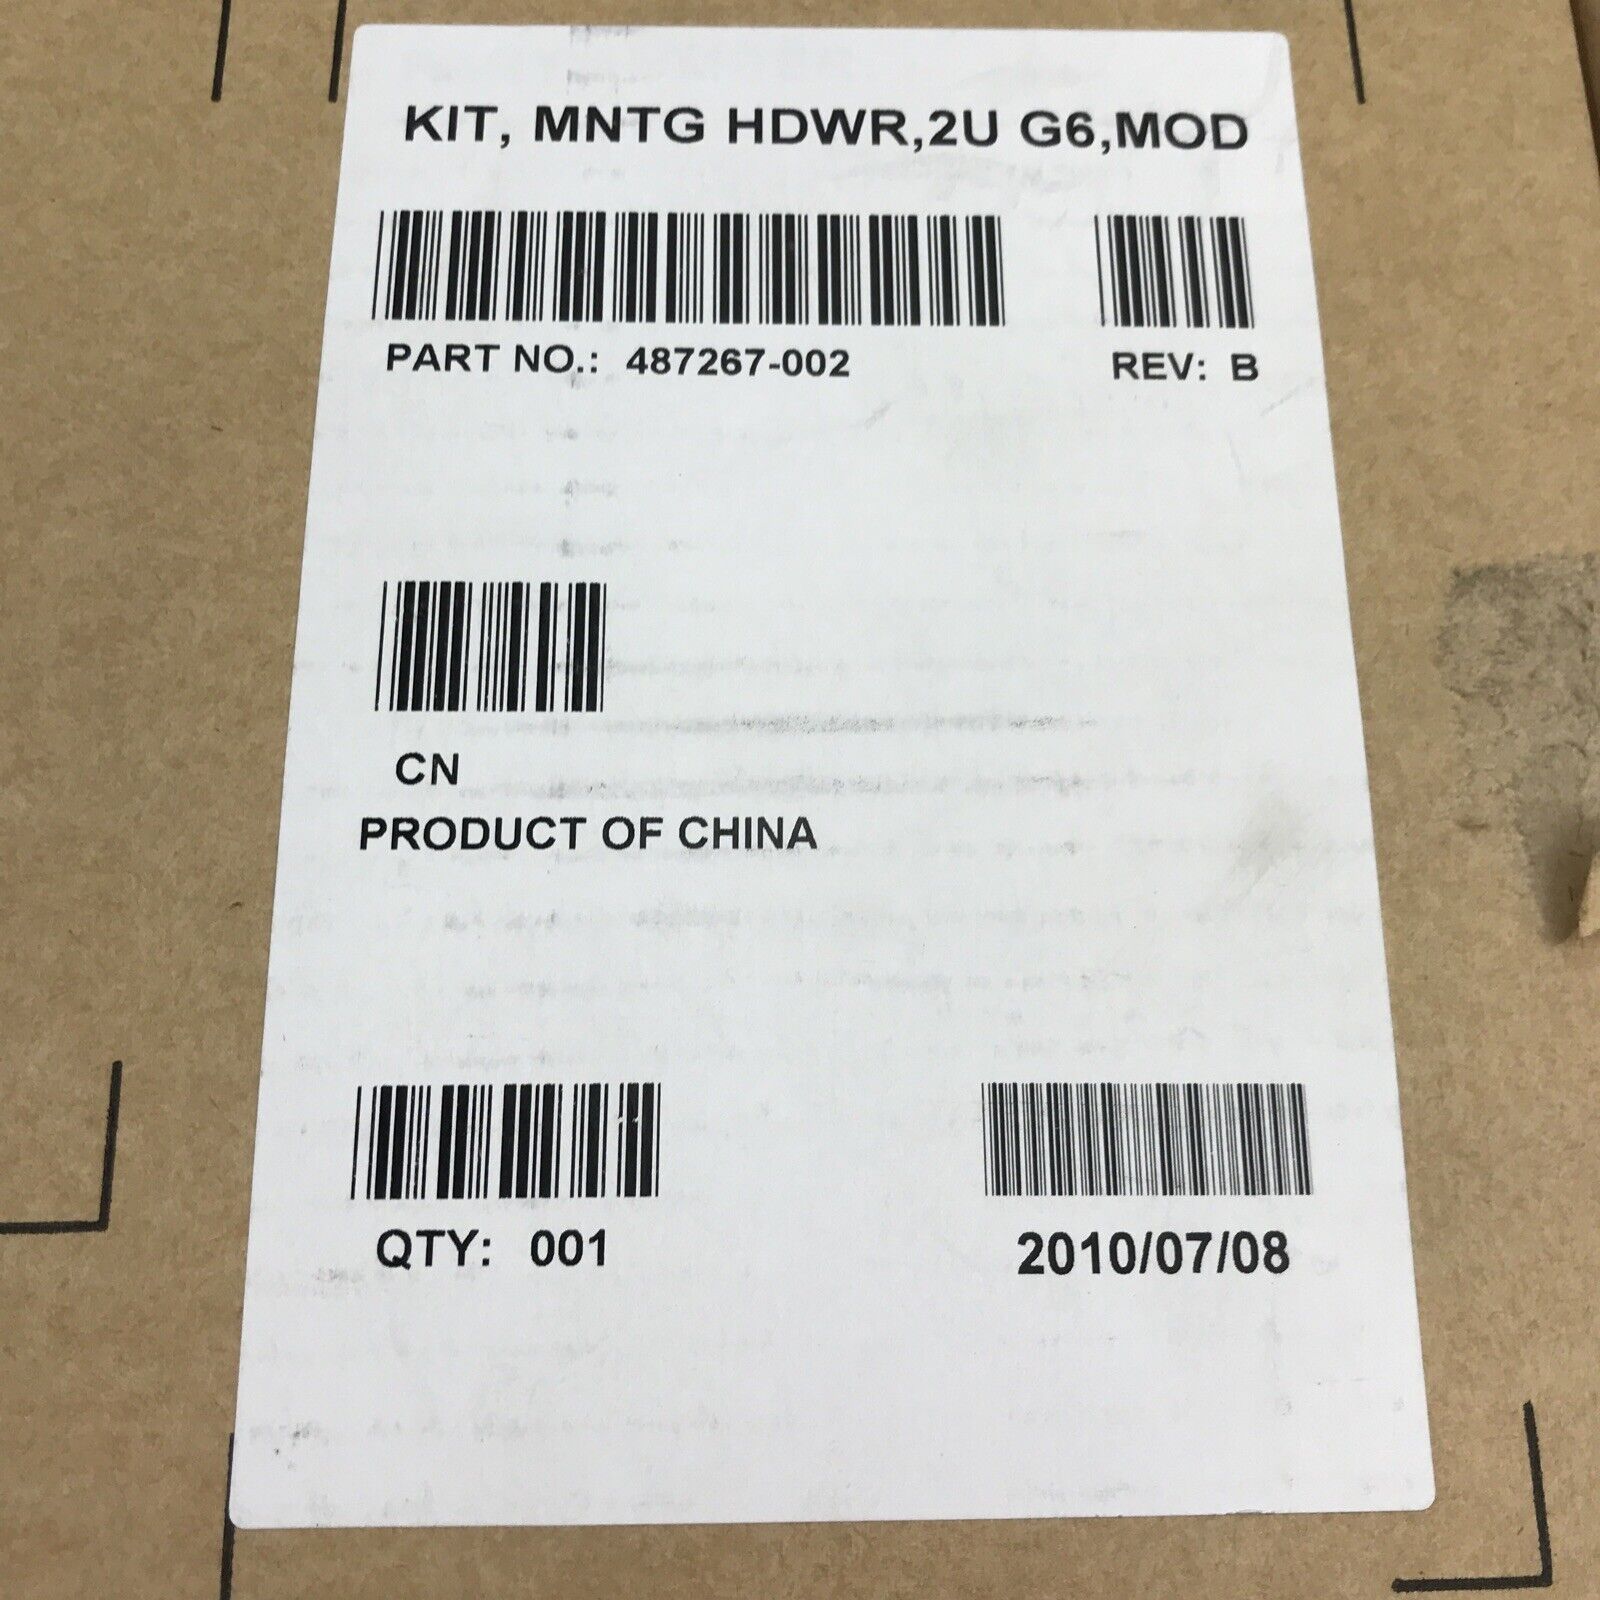 KIT, MNTG HDWR,2U G6,MOD
PART NO.: 487267-002 REV: B
CN
PRODUCT OF CHINA
QTY: 001 2010/07/08